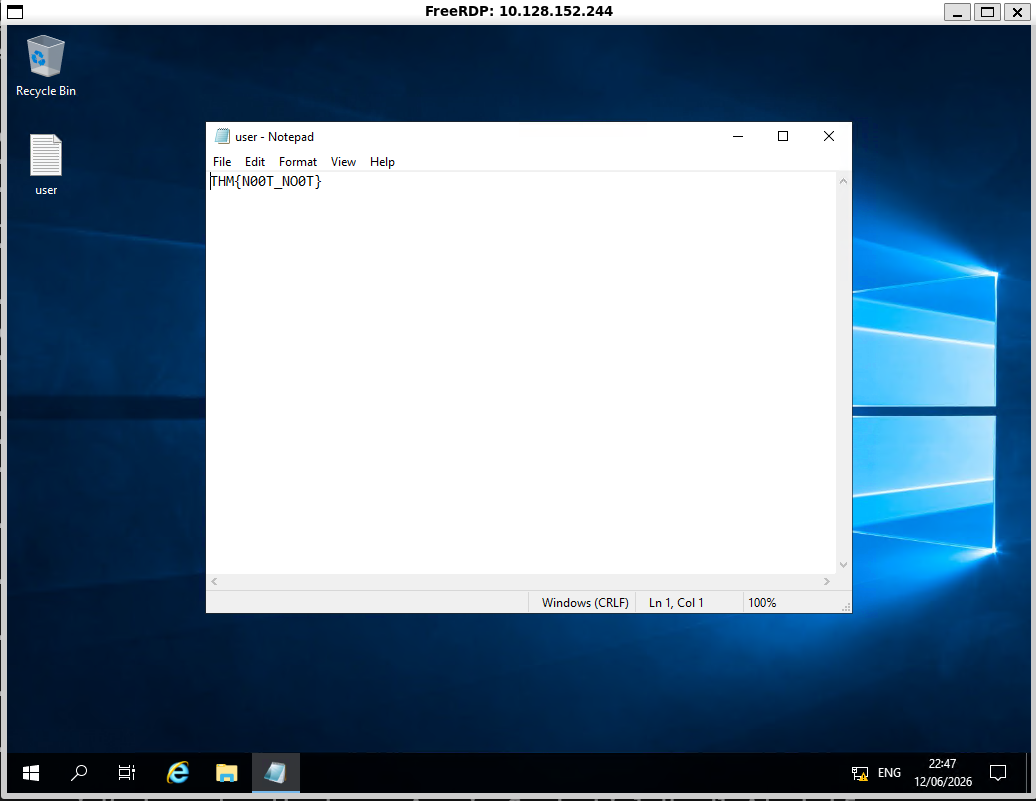 FreeRDP: 10.128.152.244
Recycle Bin
user
user - Notepad
File Edit Format View Help
THM{N00T_NO0T}
Windows (CRLF) Ln 1, Col 1 100%
ENG
22:47
12/06/2026